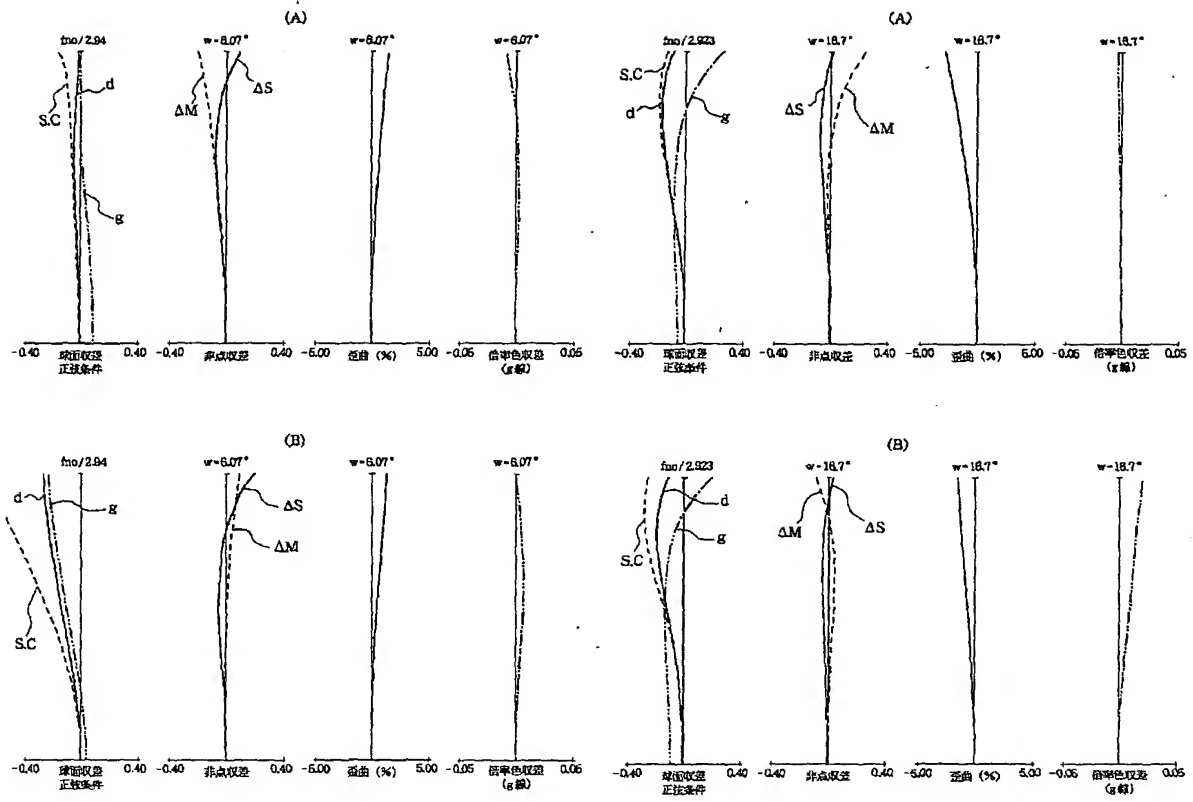 (A)
fno/2.94
w=6.07°
w=6.07°
w=6.07°
d
S.C
g
ΔS
ΔM
-0.40
0.40
球面収差
正弦条件
-0.40
0.40
非点収差
-5.00
5.00
歪曲 (%)
-0.05
0.05
倍率色収差
(g線)
(A)
fno/2.923
w=16.7°
w=16.7°
w=16.7°
S.C
d
g
ΔS
ΔM
-0.40
0.40
球面収差
正弦条件
-0.40
0.40
非点収差
-5.00
5.00
歪曲 (%)
-0.05
0.05
倍率色収差
(g線)
(B)
fno/2.94
w=6.07°
w=6.07°
w=6.07°
d
g
S.C
ΔS
ΔM
-0.40
0.40
球面収差
正弦条件
-0.40
0.40
非点収差
-5.00
5.00
歪曲 (%)
-0.05
0.05
倍率色収差
(g線)
(B)
fno/2.923
w=16.7°
w=16.7°
w=16.7°
d
g
S.C
ΔM
ΔS
-0.40
0.40
球面収差
正弦条件
-0.40
0.40
非点収差
-5.00
5.00
歪曲 (%)
-0.05
0.05
倍率色収差
(g線)